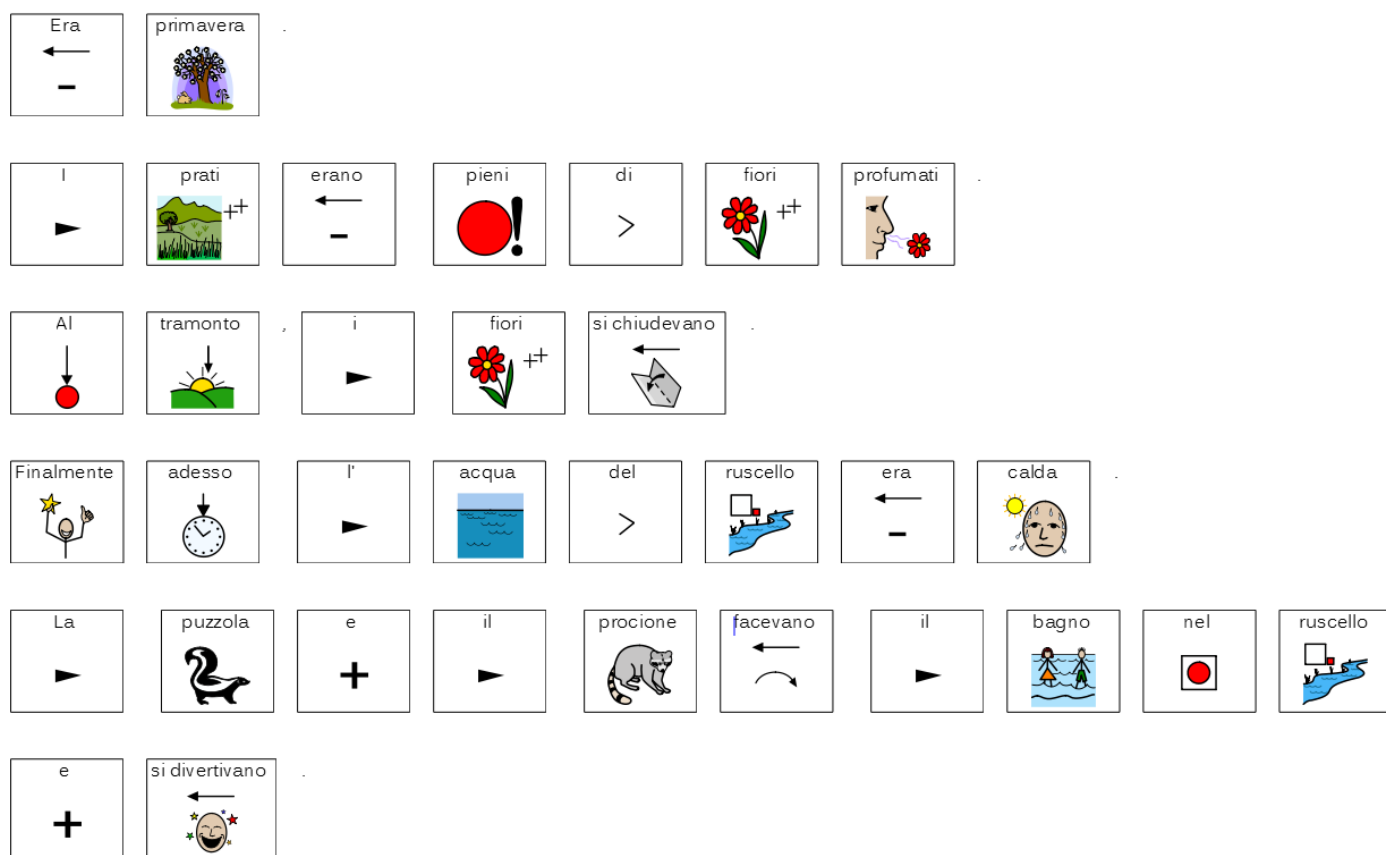 Era primavera .
I prati erano pieni di fiori profumati .
Al tramonto , i fiori si chiudevano .
Finalmente adesso l' acqua del ruscello era calda .
La puzzola e il procione facevano il bagno nel ruscello
e si divertivano .